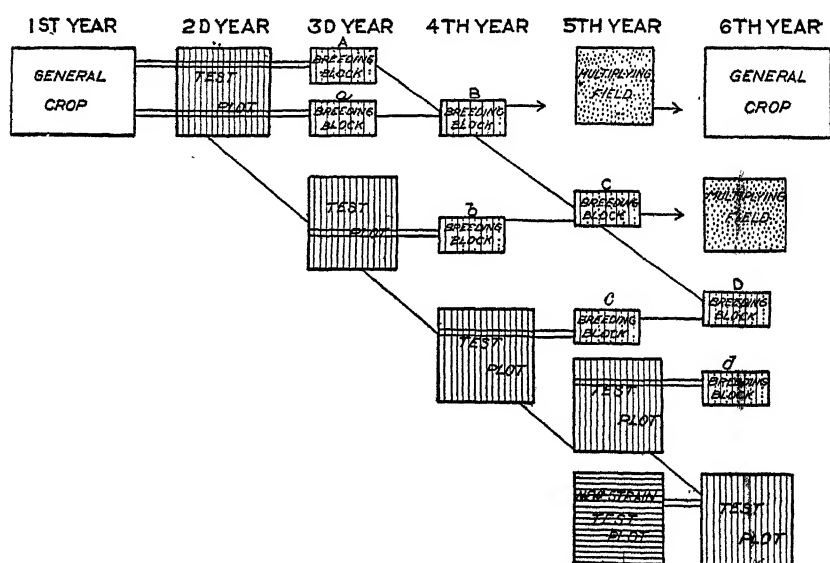 1ST YEAR 2D YEAR 3D YEAR 4TH YEAR 5TH YEAR 6TH YEAR
GENERAL
CROP
TEST
PLOT
A
BREEDING
BLOCK
a
BREEDING
BLOCK
B
BREEDING
BLOCK
MULTIPLYING
FIELD
GENERAL
CROP
TEST
PLOT
b
BREEDING
BLOCK
C
BREEDING
BLOCK
MULTIPLYING
FIELD
TEST
PLOT
C
BREEDING
BLOCK
D
BREEDING
BLOCK
TEST
PLOT
d
BREEDING
BLOCK
NEW STRAIN
TEST
PLOT
TEST
PLOT